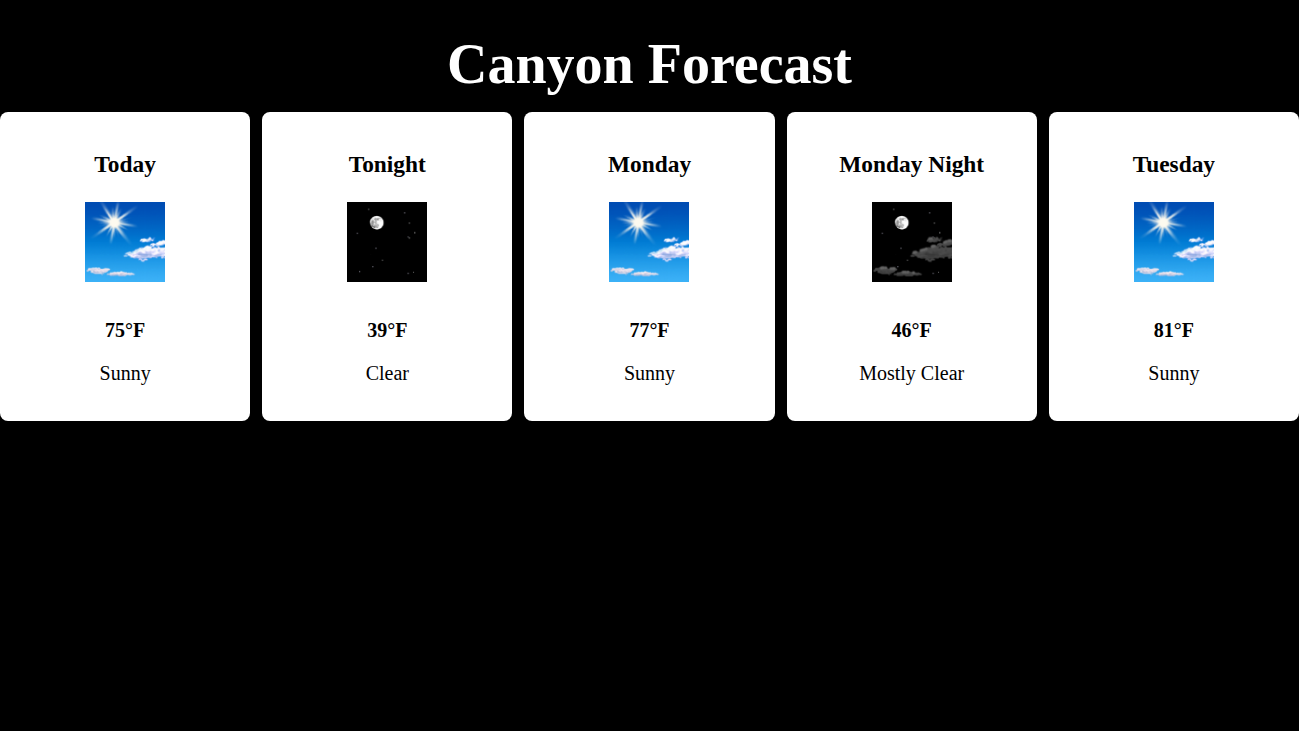 Canyon Forecast
Today
75°F
Sunny
Tonight
39°F
Clear
Monday
77°F
Sunny
Monday Night
46°F
Mostly Clear
Tuesday
81°F
Sunny